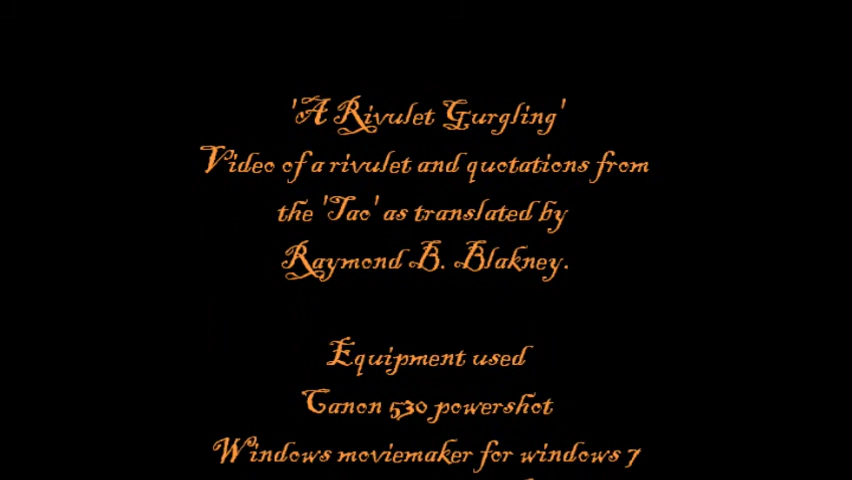 'A Rivulet Gurgling'
Video of a rivulet and quotations from
the 'Tao' as translated by
Raymond B. Blakney.
Equipment used
Canon 530 powershot
Windows moviemaker for windows 7